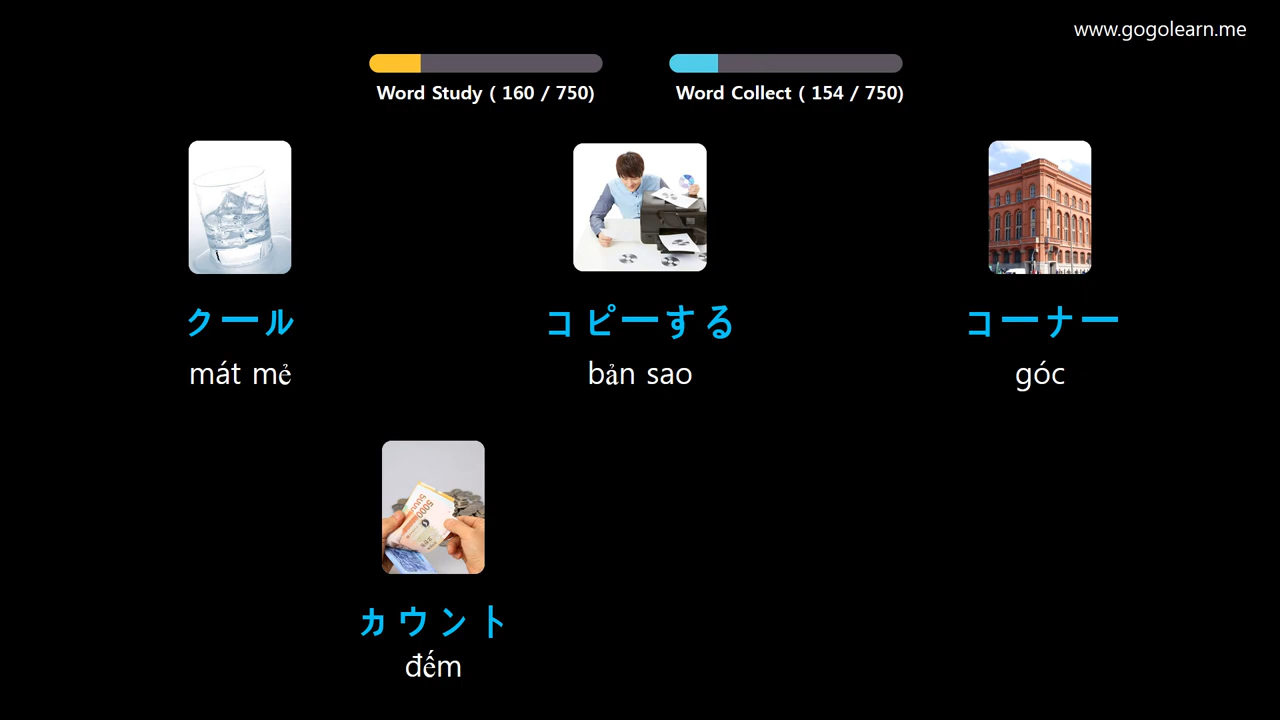 www.gogolearn.me
Word Study ( 160 / 750)
Word Collect ( 154 / 750)
クール
コピーする
コーナー
mát mẻ
bản sao
góc
カウント
đếm